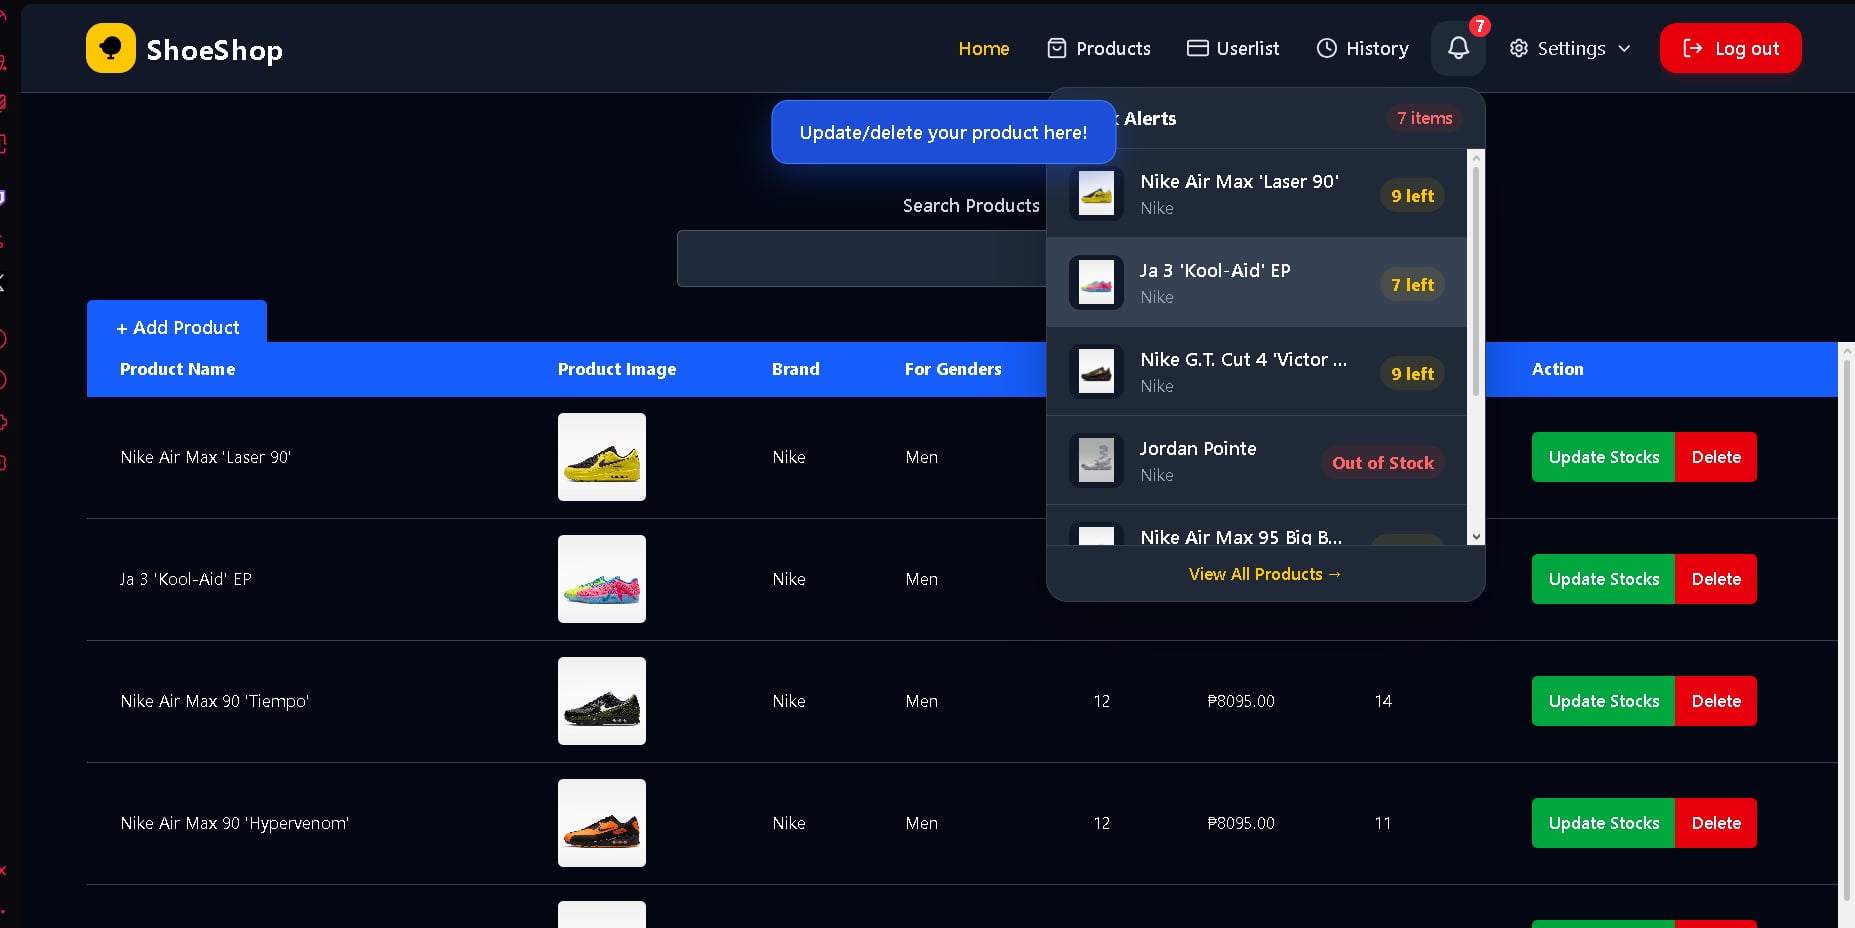 ShoeShop
Home
Products
Userlist
History
7
Settings
Log out
Update/delete your product here!
Alerts
7 items
Search Products
Nike Air Max 'Laser 90'
Nike
9 left
Ja 3 'Kool-Aid' EP
Nike
7 left
Nike G.T. Cut 4 'Victor ...
Nike
9 left
Jordan Pointe
Nike
Out of Stock
Nike Air Max 95 Big B...
View All Products →
+ Add Product
Product Name
Product Image
Brand
For Genders
Action
Nike Air Max 'Laser 90'
Nike
Men
Update Stocks
Delete
Ja 3 'Kool-Aid' EP
Nike
Men
Update Stocks
Delete
Nike Air Max 90 'Tiempo'
Nike
Men
12
₱8095.00
14
Update Stocks
Delete
Nike Air Max 90 'Hypervenom'
Nike
Men
12
₱8095.00
11
Update Stocks
Delete